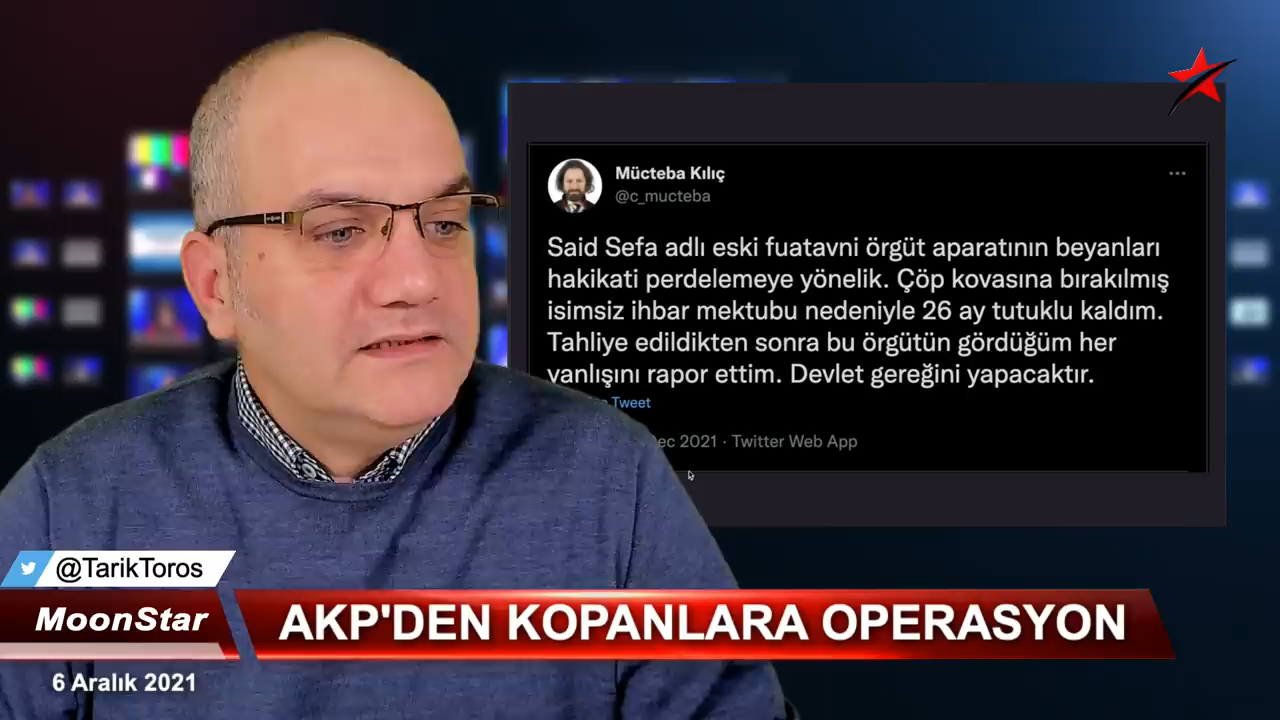 Mücteba Kılıç
@c_mucteba
Said Sefa adlı eski fuatavni örgüt aparatının beyanları
hakikati perdelemeye yönelik. Çöp kovasına bırakılmış
isimsiz ihbar mektubu nedeniyle 26 ay tutuklu kaldım.
Tahliye edildikten sonra bu örgütün gördüğüm her
yanlışını rapor ettim. Devlet gereğini yapacaktır.
Tweet
2021 · Twitter Web App
@TarikToros
MoonStar
AKP'DEN KOPANLARA OPERASYON
6 Aralık 2021